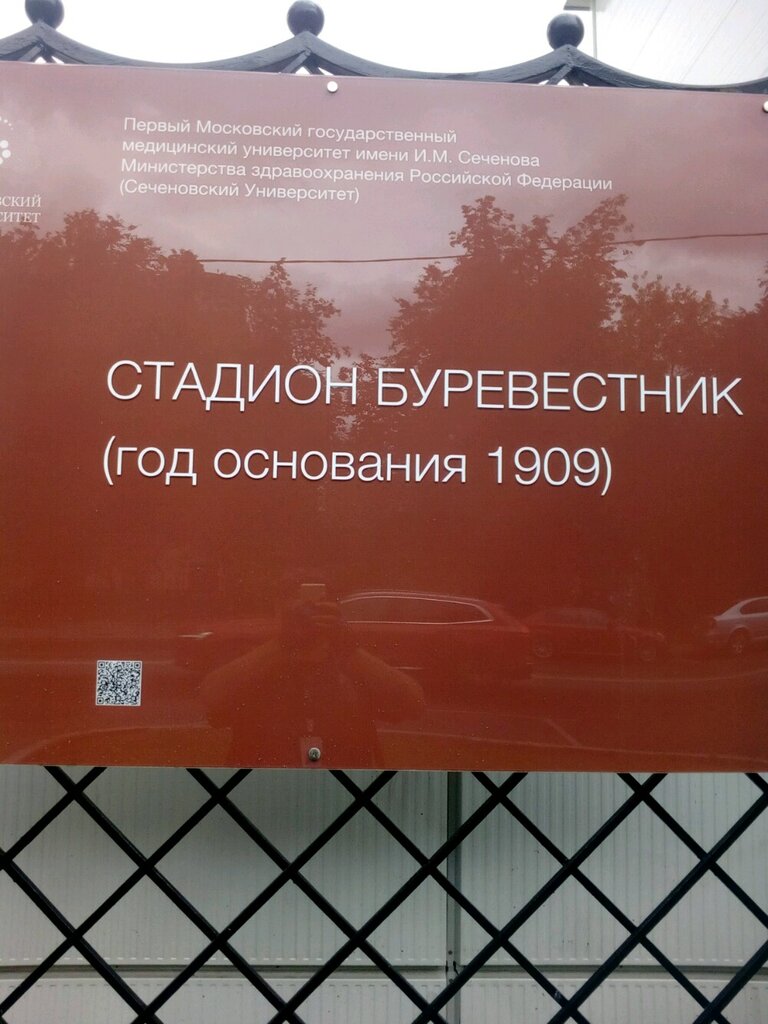 Первый Московский государственный
медицинский университет имени И.М. Сеченова
Министерства здравоохранения Российской Федерации
(Сеченовский Университет)
СТАДИОН БУРЕВЕСТНИК
(год основания 1909)